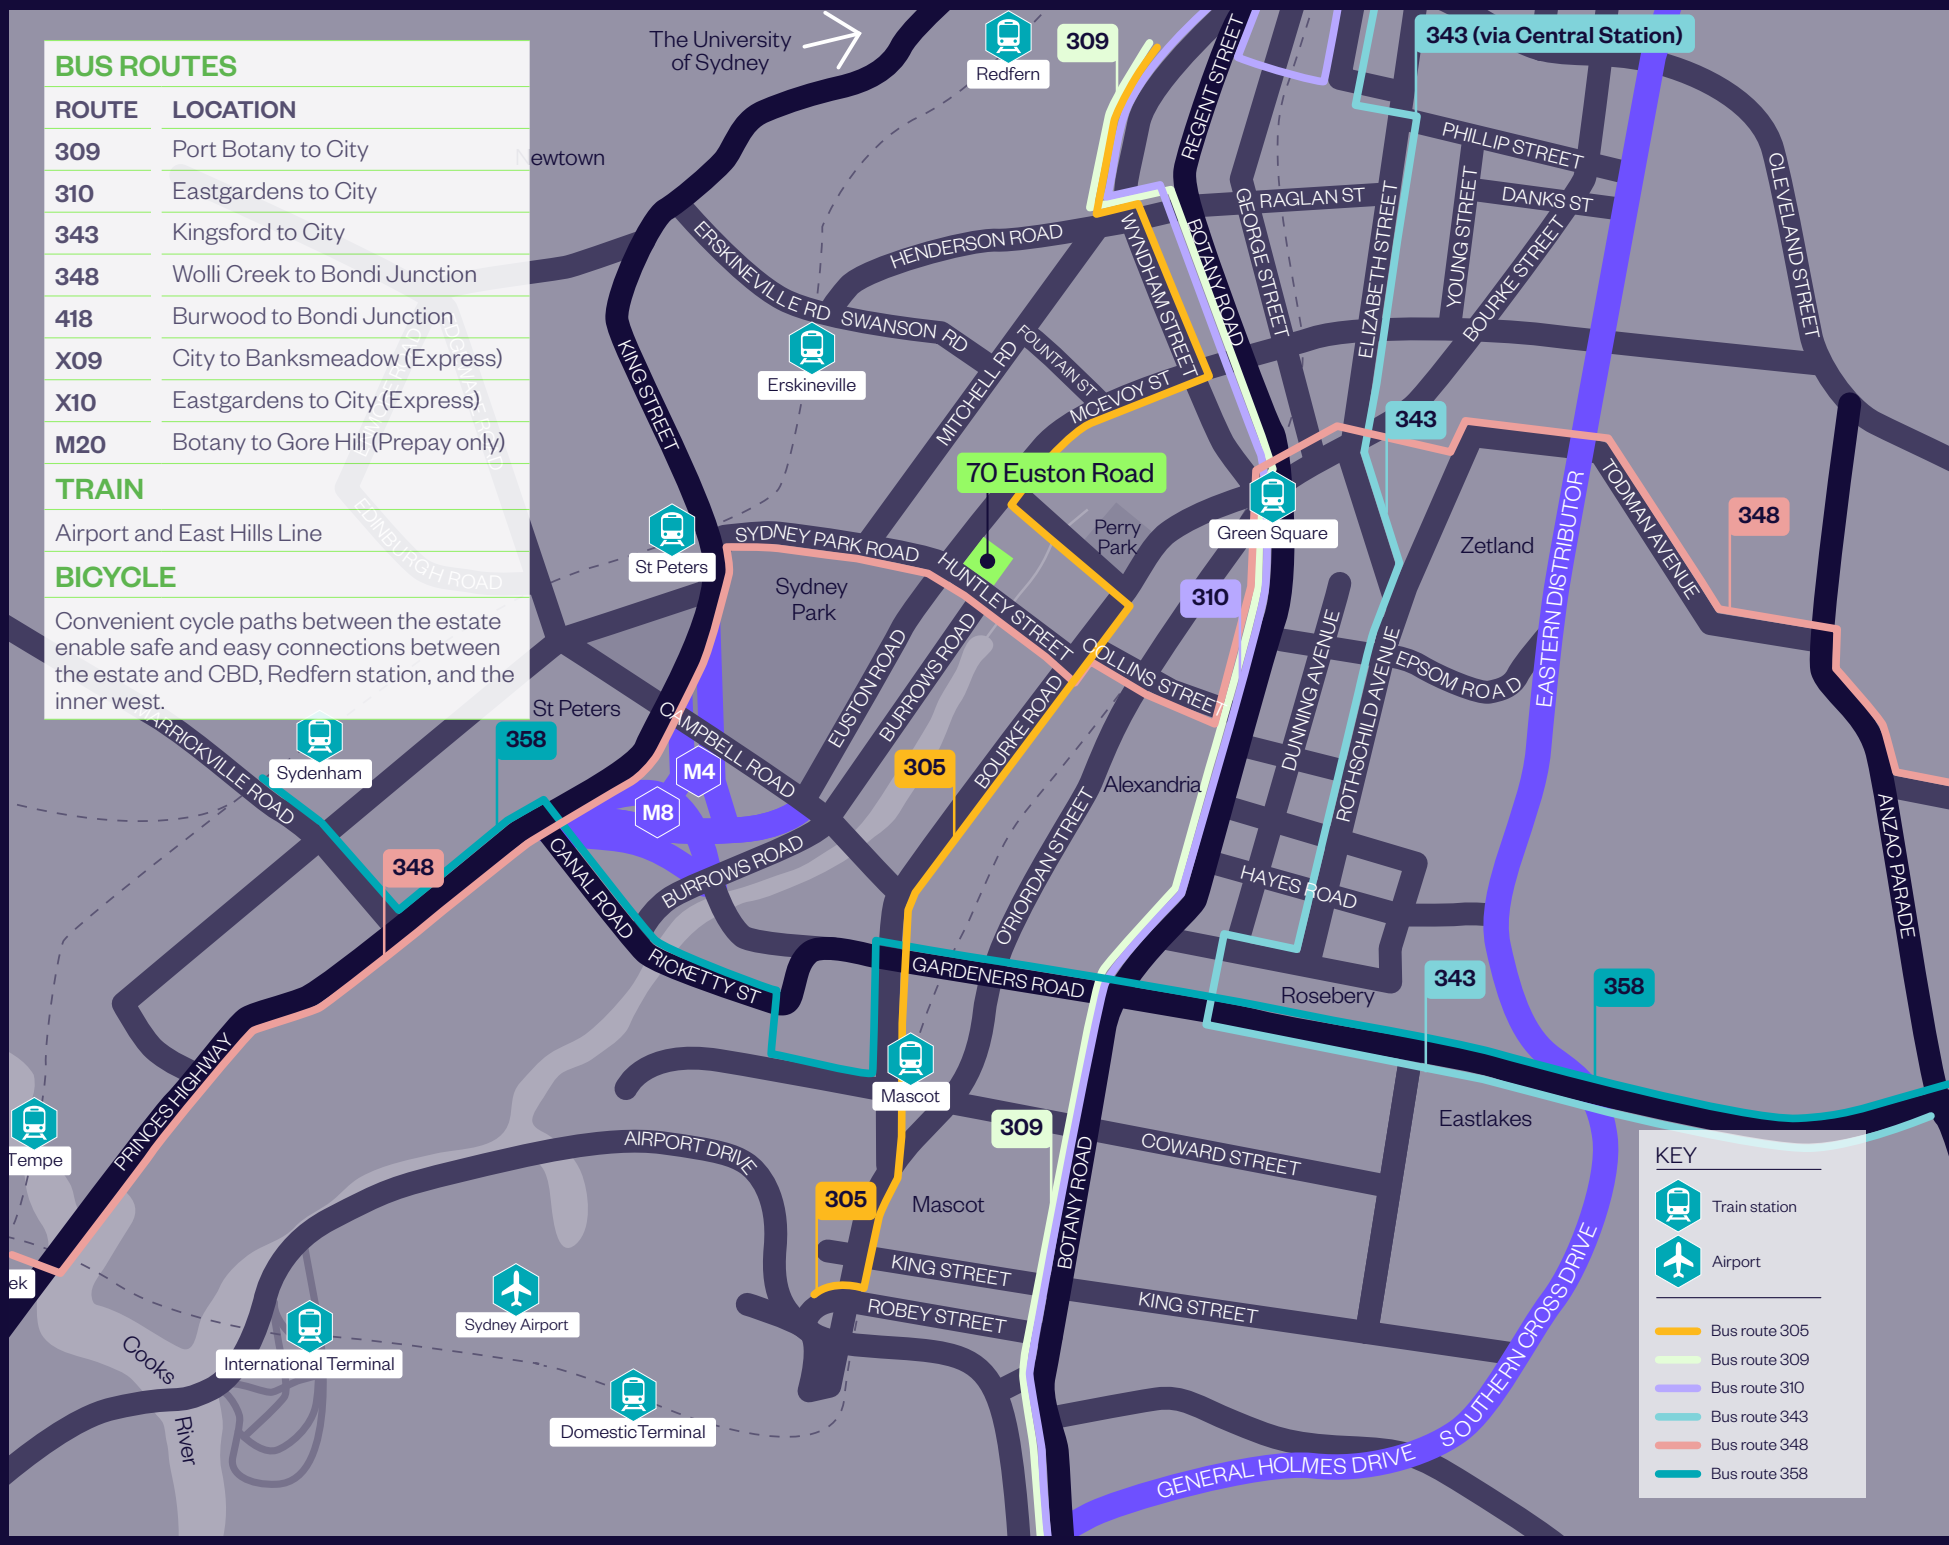 BUS ROUTES
ROUTE LOCATION
309 Port Botany to City
310 Eastgardens to City
343 Kingsford to City
348 Wolli Creek to Bondi Junction
418 Burwood to Bondi Junction
X09 City to Banksmeadow (Express)
X10 Eastgardens to City (Express)
M20 Botany to Gore Hill (Prepay only)
TRAIN
Airport and East Hills Line
BICYCLE
Convenient cycle paths between the estate
enable safe and easy connections between
the estate and CBD, Redfern station, and the
inner west.
EDINBURGH ROAD
The University
of Sydney
Redfern
309
343 (via Central Station)
REGENT STREET
PHILLIP STREET
DANKS ST
RAGLAN ST
CLEVELAND STREET
ewtown
ERSKINEVILLE RD
HENDERSON ROAD
SWANSON RD
WYNDHAM STREET
BOTANY ROAD
GEORGE STREET
ELIZABETH STREET
YOUNG STREET
BOURKE STREET
FOUNTAIN ST
MITCHELL RD
MCEVOY ST
Erskineville
KING STREET
343
70 Euston Road
348
TODMAN AVENUE
EASTERN DISTRIBUTOR
Zetland
Green Square
Perry
Park
St Peters
SYDNEY PARK ROAD
Sydney
Park
HUNTLEY STREET
310
COLLINS STREET
EPSOM ROAD
DUNNING AVENUE
ROTHSCHILD AVENUE
EUSTON ROAD
BURROWS ROAD
BOURKE ROAD
St Peters
CAMPBELL ROAD
358
M4
M8
305
Alexandria
Sydenham
MARRICKVILLE ROAD
348
CANAL ROAD
BURROWS ROAD
O'RIORDAN STREET
HAYES ROAD
ANZAC PARADE
RICKETTY ST
GARDENERS ROAD
Rosebery
343
358
Mascot
PRINCES HIGHWAY
Tempe
309
Eastlakes
AIRPORT DRIVE
COWARD STREET
BOTANY ROAD
305
Mascot
KING STREET
KING STREET
ROBEY STREET
ek
Sydney Airport
International Terminal
Domestic Terminal
Cooks
River
GENERAL HOLMES DRIVE
SOUTHERN CROSS DRIVE
KEY
Train station
Airport
Bus route 305
Bus route 309
Bus route 310
Bus route 343
Bus route 348
Bus route 358